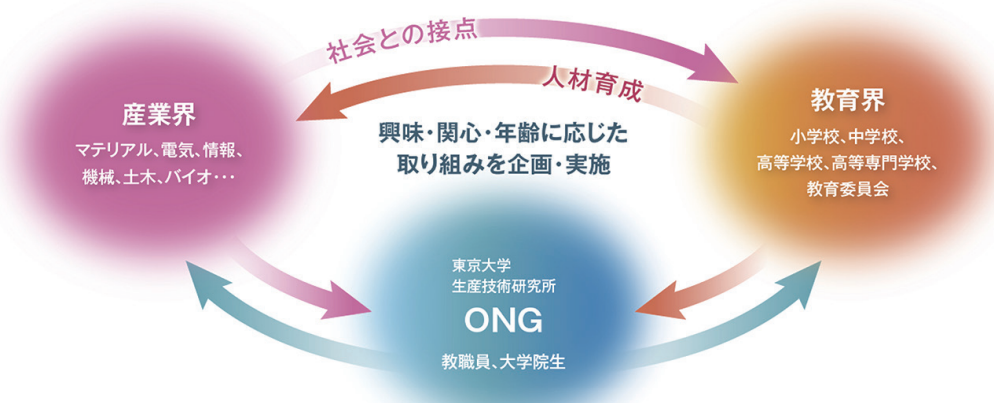 社会との接点
人材育成
産業界
マテリアル、電気、情報、
機械、土木、バイオ・・・
興味・関心・年齢に応じた
取り組みを企画・実施
教育界
小学校、中学校、
高等学校、高等専門学校、
教育委員会
東京大学
生産技術研究所
ONG
教職員、大学院生